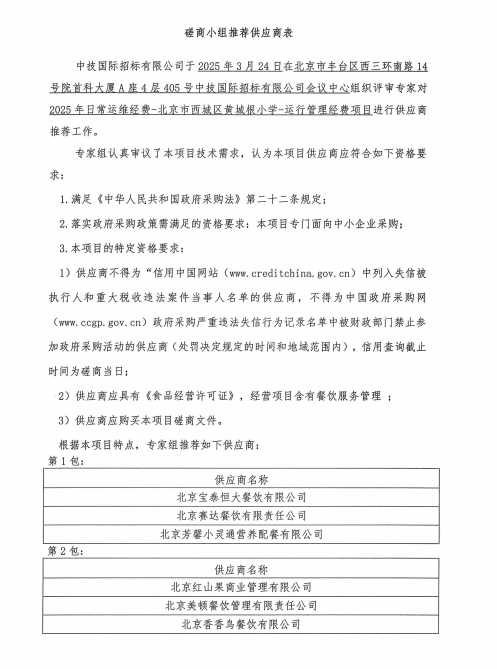 磋商小组推荐供应商表
中技国际招标有限公司于 2025 年 3 月 24 日在北京市丰台区西三环南路 14
号院首科大厦 A 座 4 层 405 号中技国际招标有限公司会议中心组织评审专家对
2025 年日常运维经费-北京市西城区黄城根小学-运行管理经费项目进行供应商
推荐工作。
专家组认真审议了本项目技术需求，认为本项目供应商应符合如下资格要
求：
1.满足《中华人民共和国政府采购法》第二十二条规定；
2.落实政府采购政策需满足的资格要求：本项目专门面向中小企业采购；
3.本项目的特定资格要求：
1）供应商不得为“信用中国网站（www.creditchina.gov.cn）中列入失信被
执行人和重大税收违法案件当事人名单的供应商，不得为中国政府采购网
（www.ccgp.gov.cn）政府采购严重违法失信行为记录名单中被财政部门禁止参
加政府采购活动的供应商（处罚决定规定的时间和地域范围内），信用查询截止
时间为磋商当日；
2）供应商应具有《食品经营许可证》，经营项目含有餐饮服务管理 ；
3）供应商应购买本项目磋商文件。
根据本项目特点，专家组推荐如下供应商：
第 1 包：
供应商名称
北京宝泰恒大餐饮有限公司
北京赛达餐饮有限责任公司
北京芳馨小灵通营养配餐有限公司
第 2 包：
供应商名称
北京红山果商业管理有限公司
北京美顿餐饮管理有限责任公司
北京香香鸟餐饮有限公司